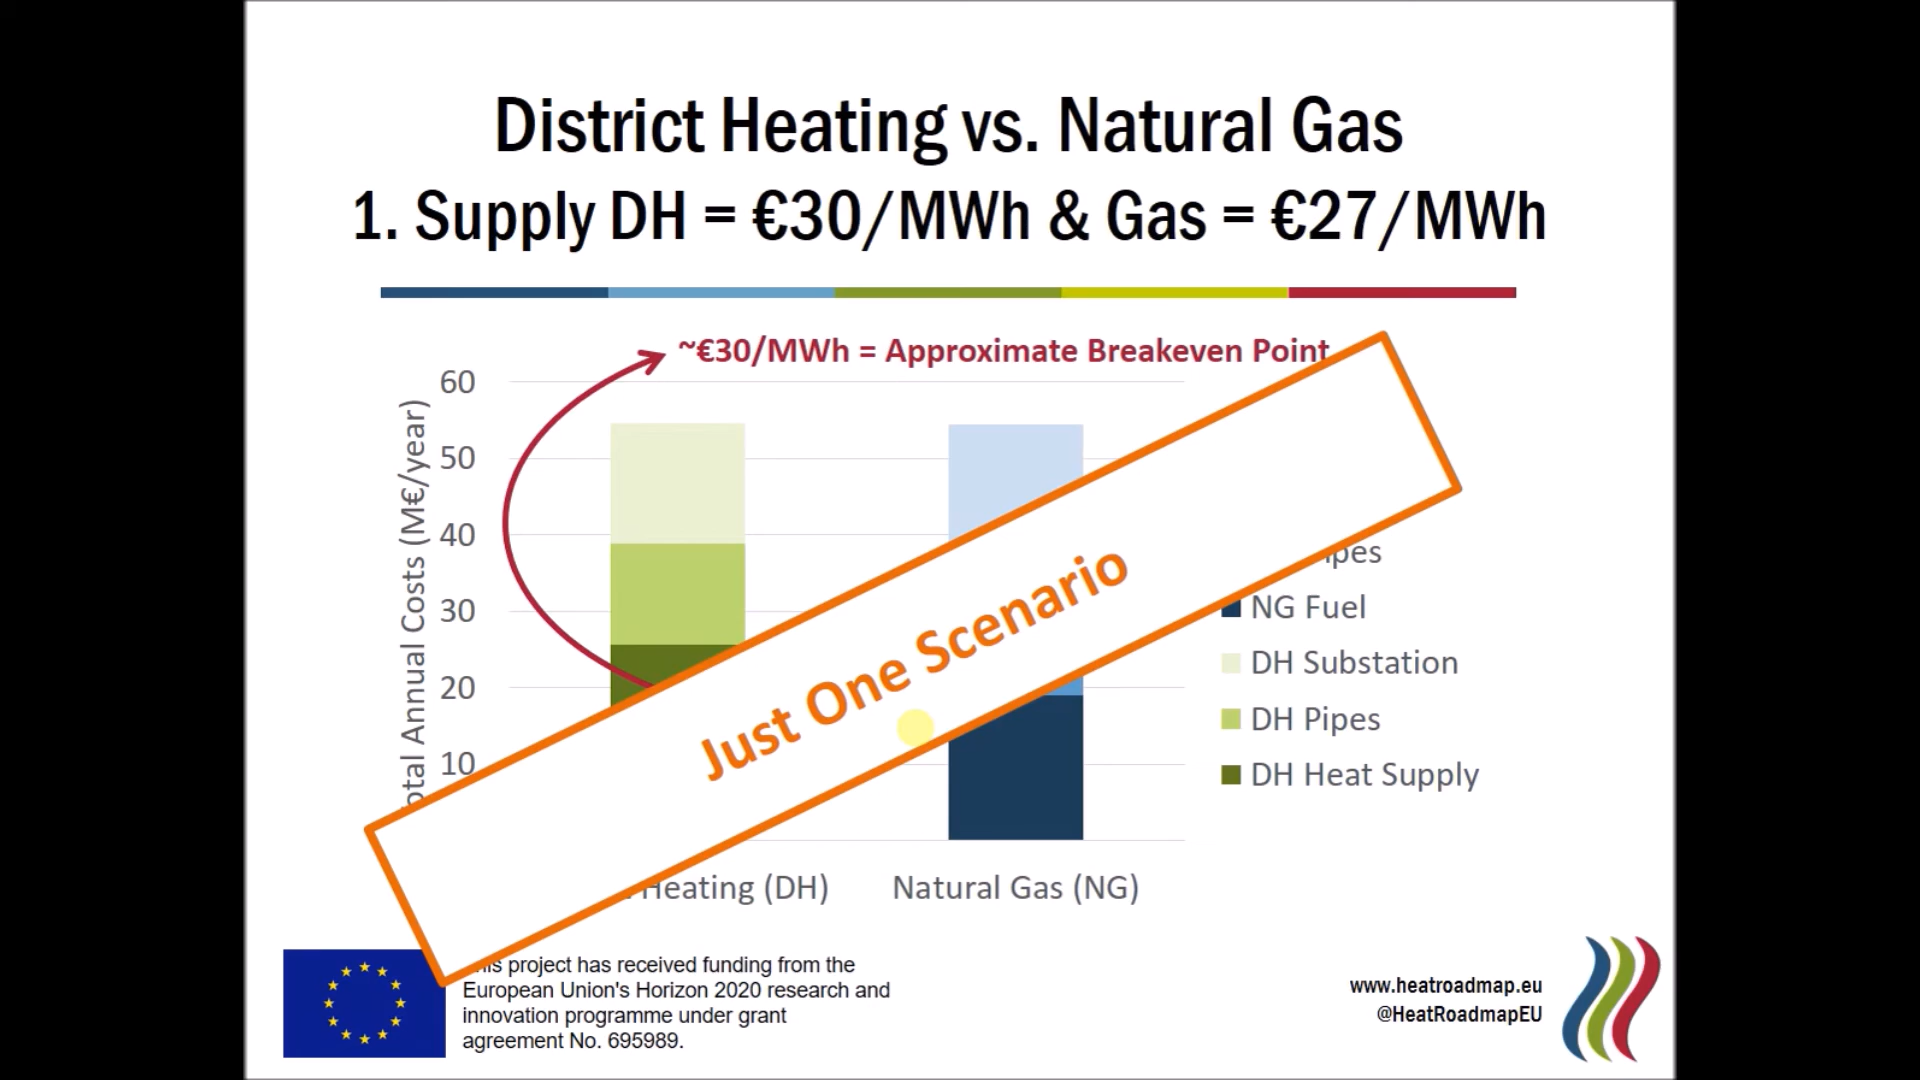 District Heating vs. Natural Gas
1. Supply DH = €30/MWh & Gas = €27/MWh
~€30/MWh = Approximate Breakeven Point
60
50
40
30
20
10
Annual Costs (M€/year)
Just One Scenario
NG Fuel
DH Substation
DH Pipes
DH Heat Supply
Heating (DH)
Natural Gas (NG)
project has received funding from the
European Union's Horizon 2020 research and
innovation programme under grant
agreement No. 695989.
www.heatroadmap.eu
@HeatRoadmapEU